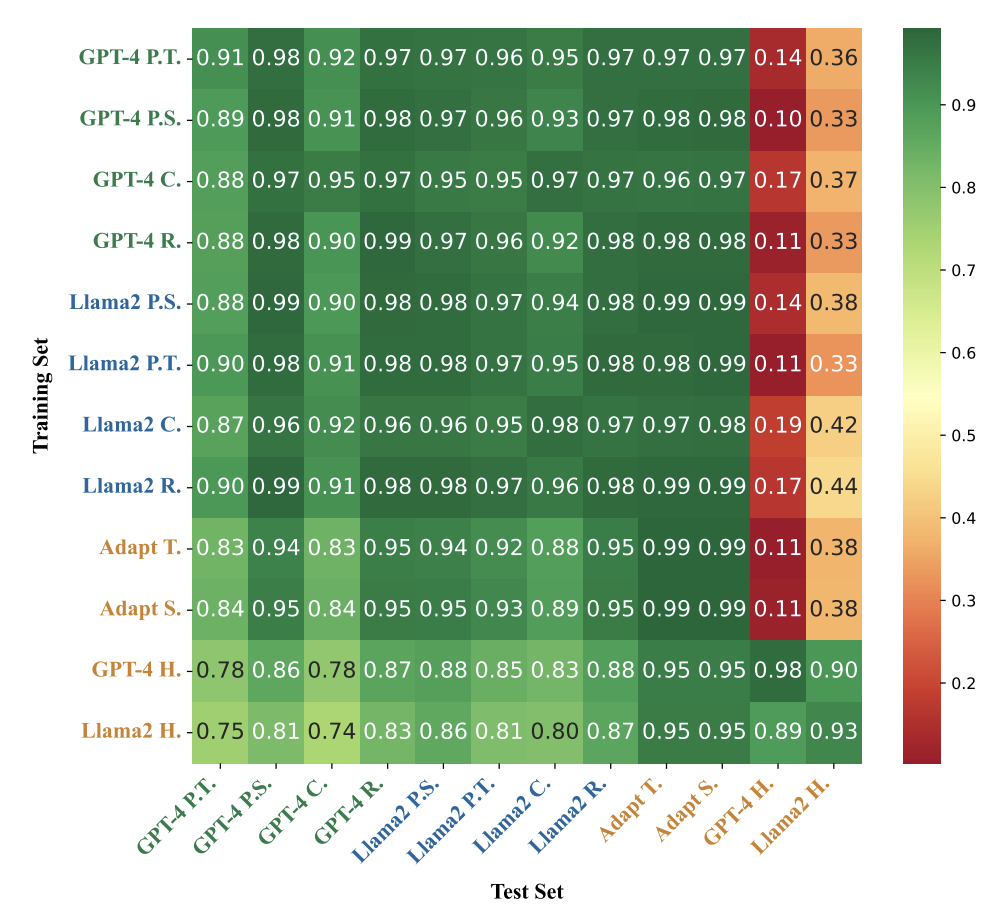 GPT-4 P.T. 0.91 0.98 0.92 0.97 0.97 0.96 0.95 0.97 0.97 0.97 0.14 0.36
GPT-4 P.S. 0.89 0.98 0.91 0.98 0.97 0.96 0.93 0.97 0.98 0.98 0.10 0.33
GPT-4 C. 0.88 0.97 0.95 0.97 0.95 0.95 0.97 0.97 0.96 0.97 0.17 0.37
GPT-4 R. 0.88 0.98 0.90 0.99 0.97 0.96 0.92 0.98 0.98 0.98 0.11 0.33
Llama2 P.S. 0.88 0.99 0.90 0.98 0.98 0.97 0.94 0.98 0.99 0.99 0.14 0.38
Llama2 P.T. 0.90 0.98 0.91 0.98 0.98 0.97 0.95 0.98 0.98 0.99 0.11 0.33
Llama2 C. 0.87 0.96 0.92 0.96 0.96 0.95 0.98 0.97 0.97 0.98 0.19 0.42
Llama2 R. 0.90 0.99 0.91 0.98 0.98 0.97 0.96 0.98 0.99 0.99 0.17 0.44
Adapt T. 0.83 0.94 0.83 0.95 0.94 0.92 0.88 0.95 0.99 0.99 0.11 0.38
Adapt S. 0.84 0.95 0.84 0.95 0.95 0.93 0.89 0.95 0.99 0.99 0.11 0.38
GPT-4 H. 0.78 0.86 0.78 0.87 0.88 0.85 0.83 0.88 0.95 0.95 0.98 0.90
Llama2 H. 0.75 0.81 0.74 0.83 0.86 0.81 0.80 0.87 0.95 0.95 0.89 0.93
GPT-4 P.T. GPT-4 P.S. GPT-4 C. GPT-4 R. Llama2 P.S. Llama2 P.T. Llama2 C. Llama2 R. Adapt T. Adapt S. GPT-4 H. Llama2 H.
Training Set
Test Set
0.9
0.8
0.7
0.6
0.5
0.4
0.3
0.2